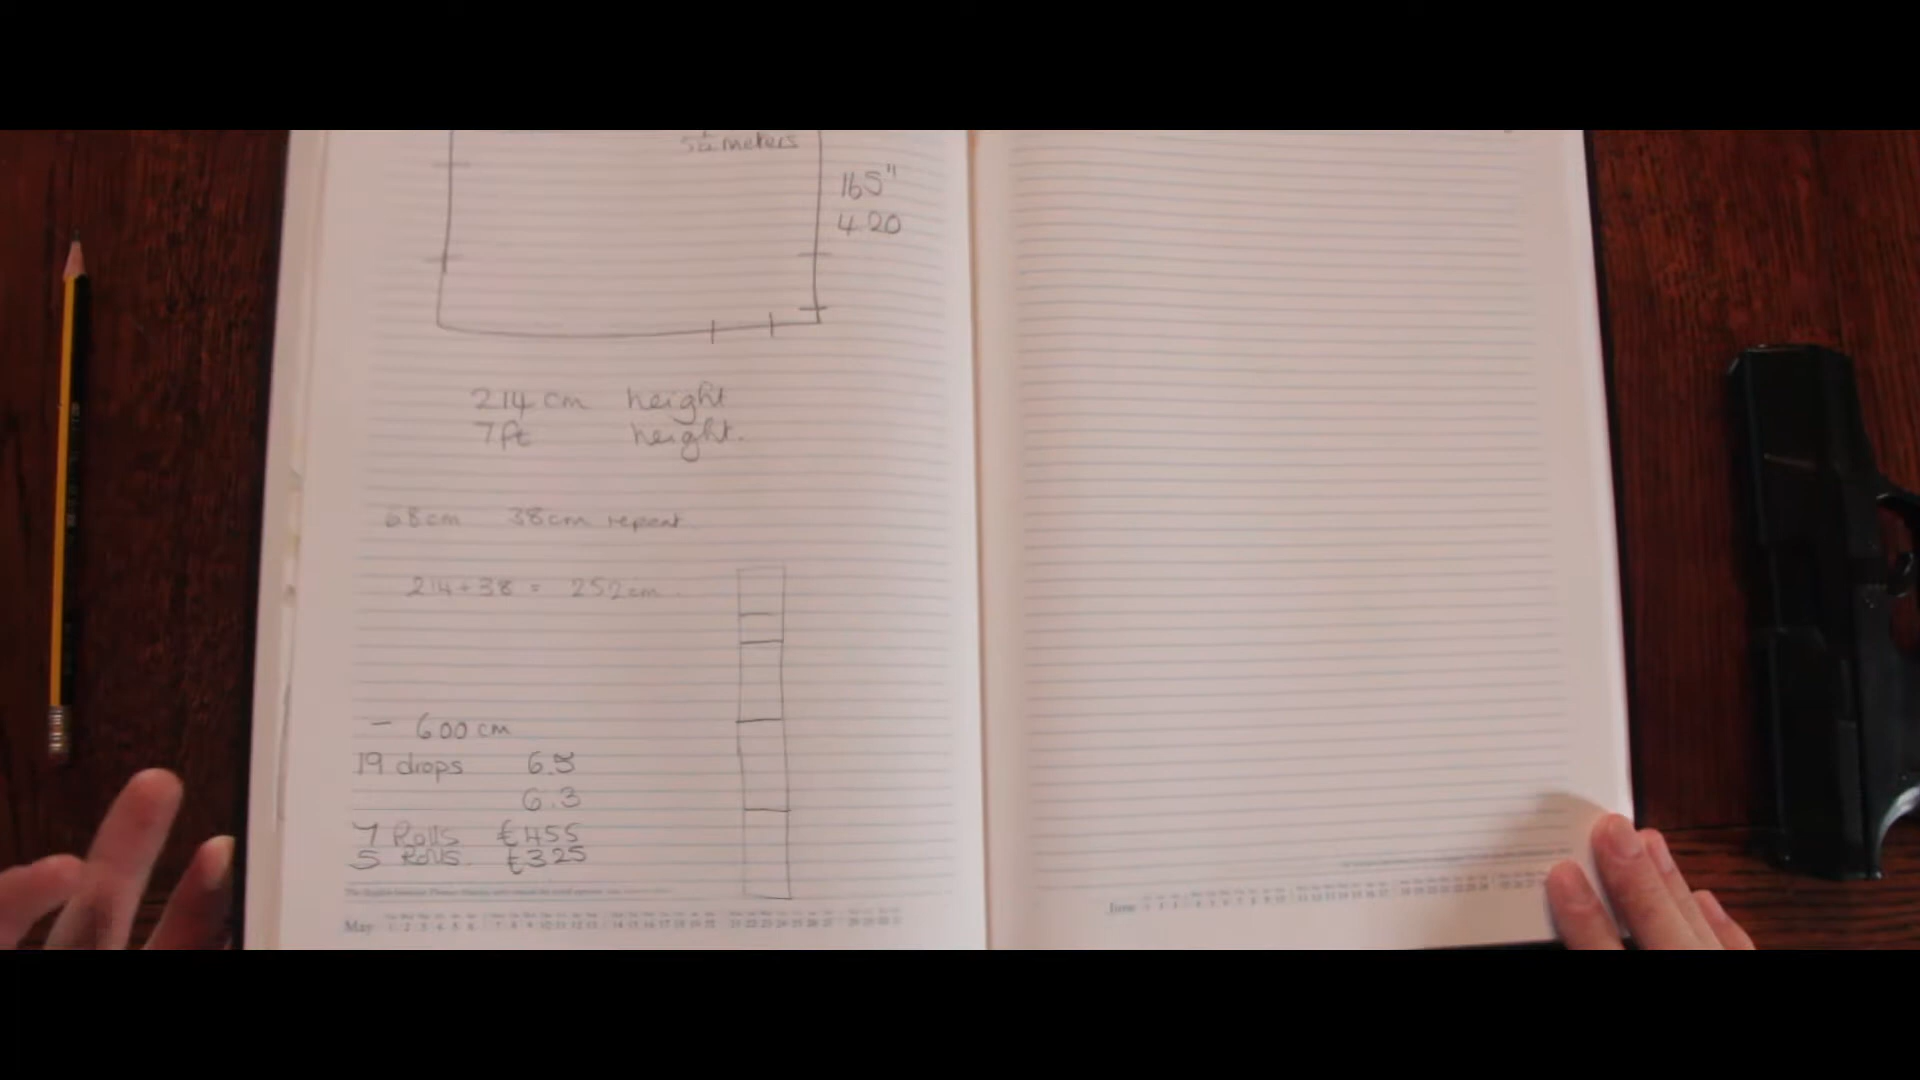 meters
165"
4.20
214 cm height
7ft height.
68cm 38cm repeat
214+38 = 252cm.
- 600 cm
19 drops 6.5
6.3
7 Rolls £455
5 Rolls. £325
May
June